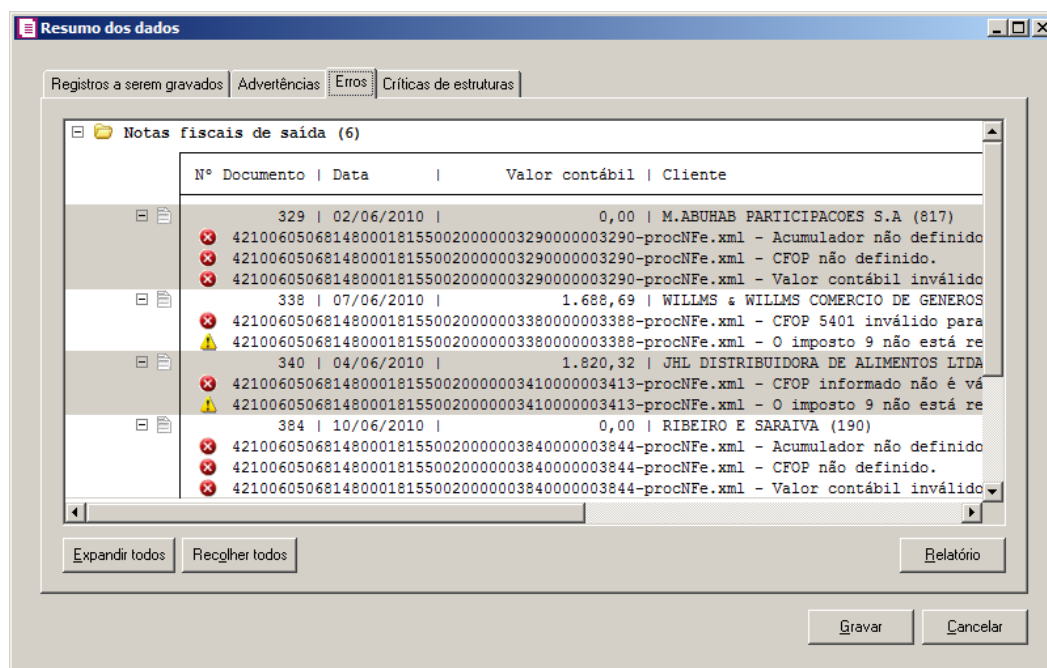 Resumo dos dados
Registros a serem gravados Advertências Erros Críticas de estruturas
Notas fiscais de saída (6)
Nº Documento | Data | Valor contábil | Cliente
329 | 02/06/2010 | 0,00 | M.ABUHAB PARTICIPACOES S.A (817)
42100605068148000181550020000003290000003290-procNFe.xml - Acumulador não definido
42100605068148000181550020000003290000003290-procNFe.xml - CFOP não definido.
42100605068148000181550020000003290000003290-procNFe.xml - Valor contábil inválido
338 | 07/06/2010 | 1.688,69 | WILLMS & WILLMS COMERCIO DE GENEROS
42100605068148000181550020000003380000003388-procNFe.xml - CFOP 5401 inválido para
42100605068148000181550020000003380000003388-procNFe.xml - O imposto 9 não está re
340 | 04/06/2010 | 1.820,32 | JHL DISTRIBUIDORA DE ALIMENTOS LTDA
42100605068148000181550020000003410000003413-procNFe.xml - CFOP informado não é vá
42100605068148000181550020000003410000003413-procNFe.xml - O imposto 9 não está re
384 | 10/06/2010 | 0,00 | RIBEIRO E SARAIVA (190)
42100605068148000181550020000003840000003844-procNFe.xml - Acumulador não definido
42100605068148000181550020000003840000003844-procNFe.xml - CFOP não definido.
42100605068148000181550020000003840000003844-procNFe.xml - Valor contábil inválido
Expandir todos Recolher todos Relatório
Gravar Cancelar